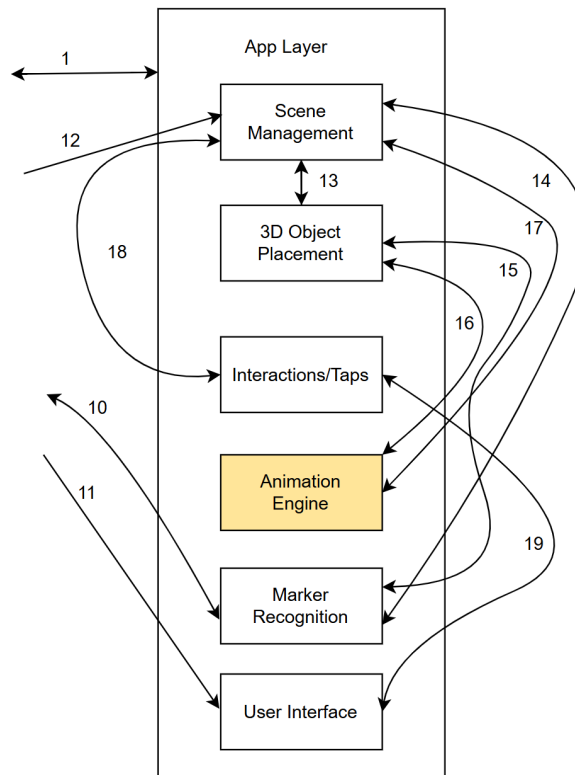 App Layer
1
Scene
Management
12
14
13
17
3D Object
Placement
18
15
16
Interactions/Taps
10
Animation
Engine
11
19
Marker
Recognition
User Interface